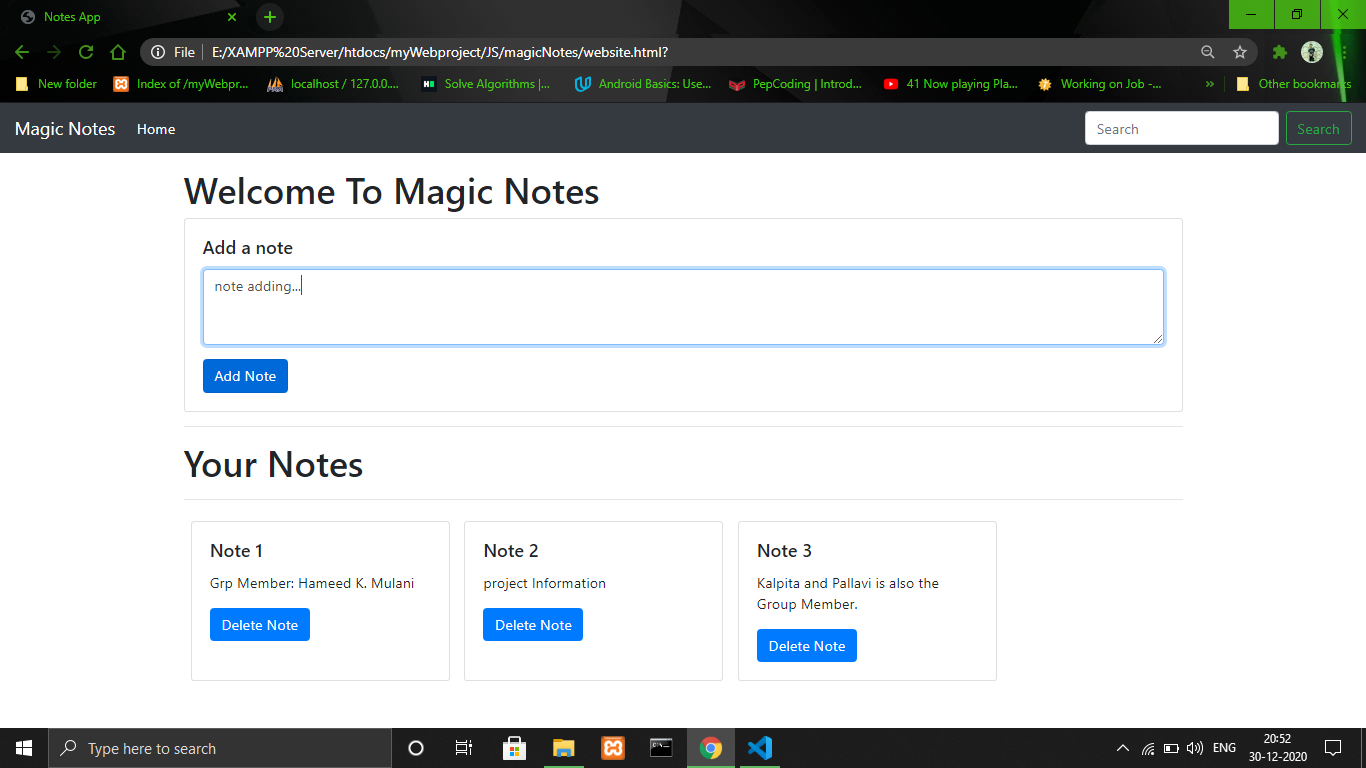 Notes App
File
E:/XAMPP%20Server/htdocs/myWebproject/JS/magicNotes/website.html?
New folder
Index of /myWebpr...
localhost / 127.0.0....
Solve Algorithms |...
Android Basics: Use...
PepCoding | Introd...
41 Now playing Pla...
Working on Job -...
»
Other bookmarks
Magic Notes
Home
Search
Search
Welcome To Magic Notes
Add a note
note adding...
Add Note
Your Notes
Note 1
Grp Member: Hameed K. Mulani
Delete Note
Note 2
project Information
Delete Note
Note 3
Kalpita and Pallavi is also the
Group Member.
Delete Note
Type here to search
ENG
20:52
30-12-2020